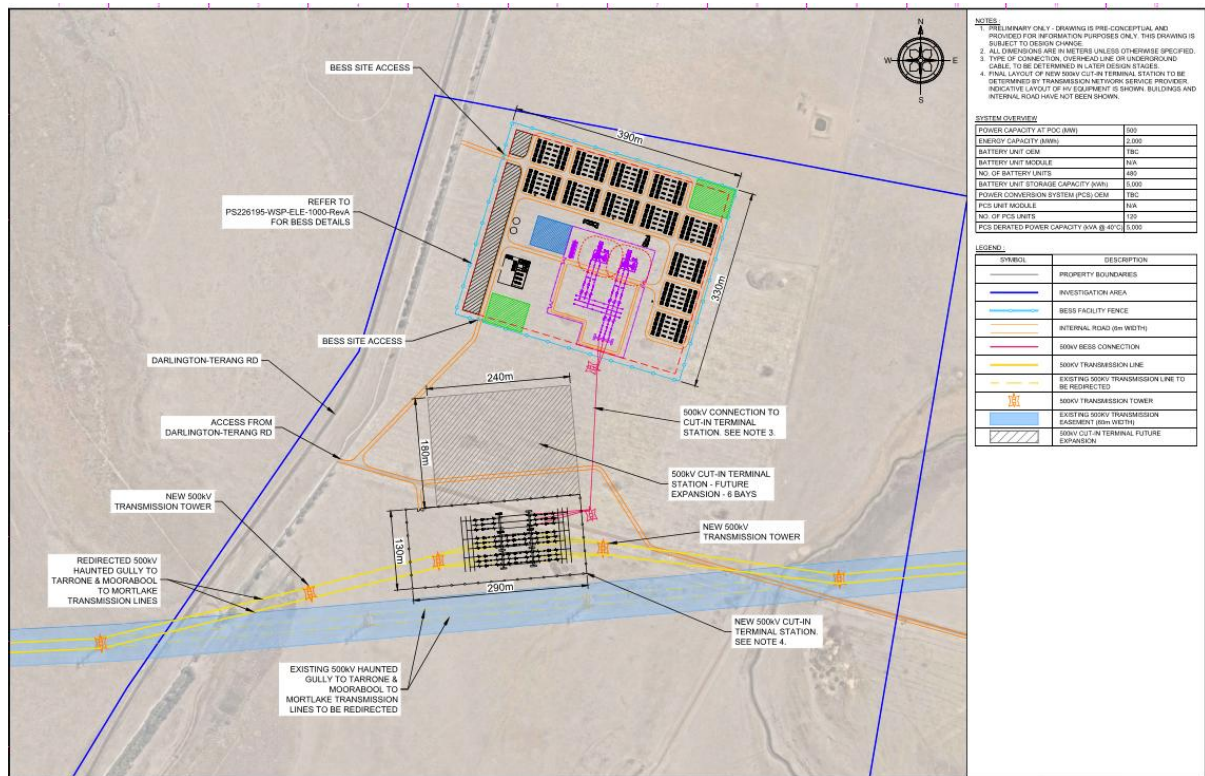 1 2 3 4 5 6 7 8 9 10 11 12
BESS SITE ACCESS
390m
REFER TO
PS226195-WSP-ELE-1000-RevA
FOR BESS DETAILS
330m
BESS SITE ACCESS
DARLINGTON-TERANG RD
240m
ACCESS FROM
DARLINGTON-TERANG RD
180m
500kV CONNECTION TO
CUT-IN TERMINAL
STATION. SEE NOTE 3.
500kV CUT-IN TERMINAL
STATION - FUTURE
EXPANSION - 6 BAYS
NEW 500kV
TRANSMISSION TOWER
NEW 500kV
TRANSMISSION TOWER
130m
290m
REDIRECTED 500kV
HAUNTED GULLY TO
TARRONE & MOORABOOL
TO MORTLAKE
TRANSMISSION LINES
NEW 500kV CUT-IN
TERMINAL STATION.
SEE NOTE 4.
EXISTING 500kV HAUNTED
GULLY TO TARRONE &
MOORABOOL TO
MORTLAKE TRANSMISSION
LINES TO BE REDIRECTED
N
W E
S
NOTES:
1. PRELIMINARY ONLY - DRAWING IS PRE-CONCEPTUAL AND
PROVIDED FOR INFORMATION PURPOSES ONLY. THIS DRAWING IS
SUBJECT TO DESIGN CHANGE.
2. ALL DIMENSIONS ARE IN METERS UNLESS OTHERWISE SPECIFIED.
3. TYPE OF CONNECTION, OVERHEAD LINE OR UNDERGROUND
CABLE, TO BE DETERMINED IN LATER DESIGN STAGES.
4. FINAL LAYOUT OF NEW 500kV CUT-IN TERMINAL STATION TO BE
DETERMINED BY TRANSMISSION NETWORK SERVICE PROVIDER.
INDICATIVE LAYOUT OF HV EQUIPMENT IS SHOWN. BUILDINGS AND
INTERNAL ROAD HAVE NOT BEEN SHOWN.
SYSTEM OVERVIEW
POWER CAPACITY AT POC (MW) 500
ENERGY CAPACITY (MWh) 2,000
BATTERY UNIT OEM TBC
BATTERY UNIT MODULE N/A
NO. OF BATTERY UNITS 480
BATTERY UNIT STORAGE CAPACITY (kWh) 5,000
POWER CONVERSION SYSTEM (PCS) OEM TBC
PCS UNIT MODULE N/A
NO. OF PCS UNITS 120
PCS DERATED POWER CAPACITY (kVA @ 40°C) 5,000
LEGEND:
SYMBOL DESCRIPTION
PROPERTY BOUNDARIES
INVESTIGATION AREA
BESS FACILITY FENCE
INTERNAL ROAD (6m WIDTH)
500kV BESS CONNECTION
500KV TRANSMISSION LINE
EXISTING 500KV TRANSMISSION LINE TO
BE REDIRECTED
500KV TRANSMISSION TOWER
EXISTING 500KV TRANSMISSION
EASEMENT (80m WIDTH)
500kV CUT-IN TERMINAL FUTURE
EXPANSION